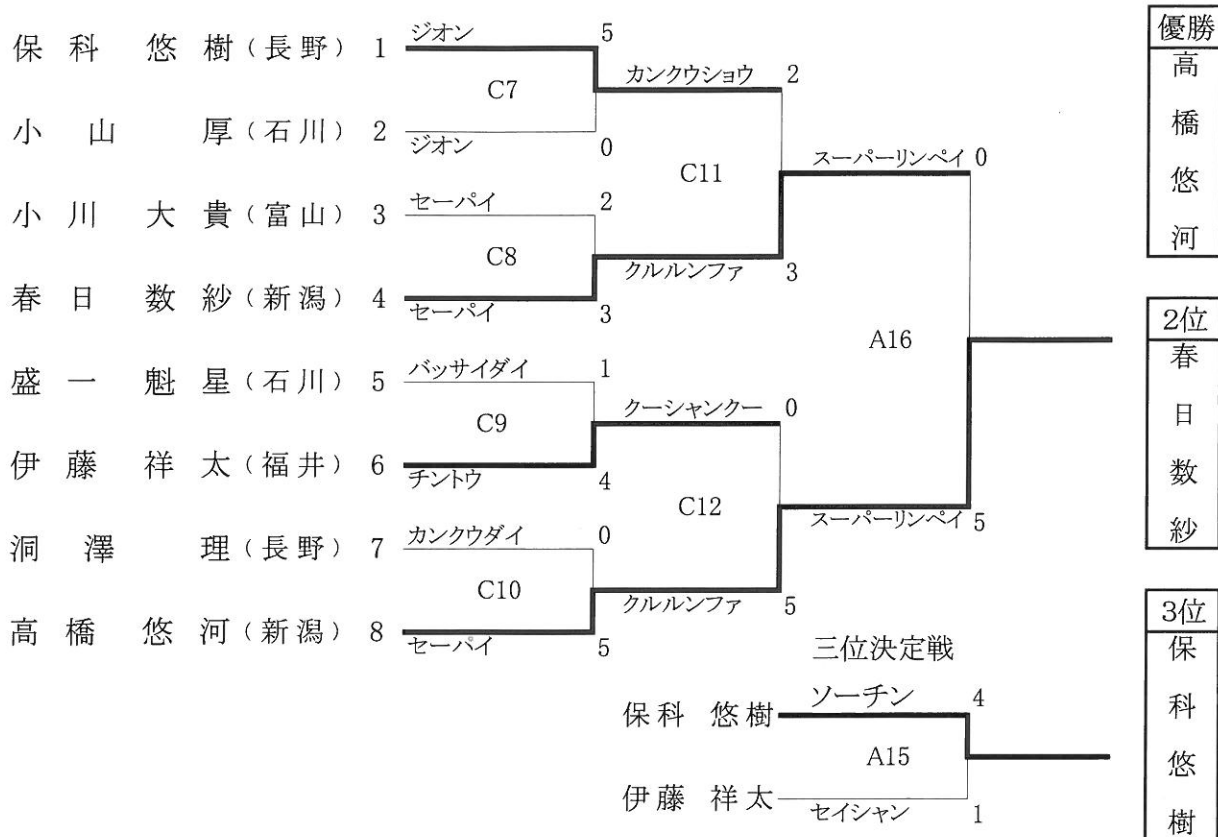 保科 悠樹（長野） 1 ジオン 5
C7
小山 厚（石川） 2 ジオン 0
小川 大貴（富山） 3 セーパイ 2
C8
春日 数紗（新潟） 4 セーパイ 3
盛一 魁星（石川） 5 バッサイダイ 1
C9
伊藤 祥太（福井） 6 チントウ 4
洞澤 理（長野） 7 カンクウダイ 0
C10
高橋 悠河（新潟） 8 セーパイ 5
カンクウショウ 2
C11
クルルンファ 3
クーシャンクー 0
C12
クルルンファ 5
スーパーリンペイ 0
A16
スーパーリンペイ 5
三位決定戦
保科 悠樹 ソーチン 4
A15
伊藤 祥太 セイシャン 1
優勝
高橋悠河
2位
春日数紗
3位
保科悠樹